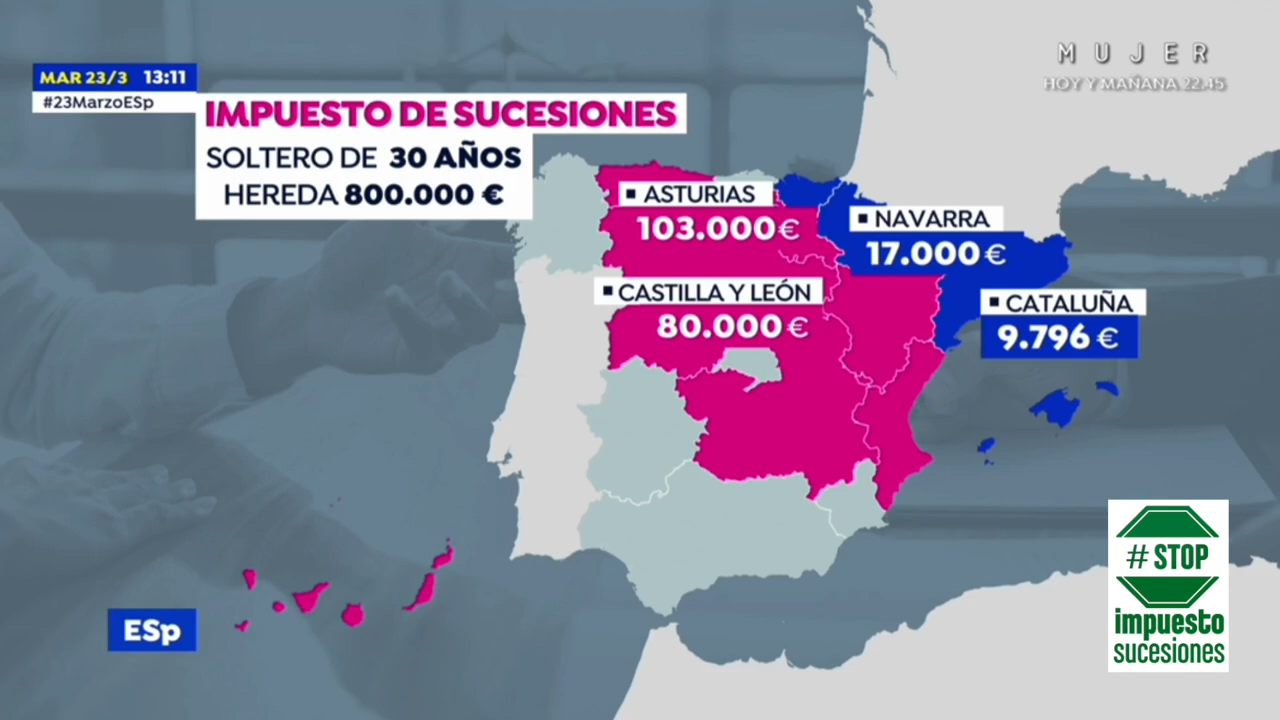 MAR 23/3 13:11
#23MarzoESp
MUJER
HOY Y MAÑANA 22.45
IMPUESTO DE SUCESIONES
SOLTERO DE 30 AÑOS
HEREDA 800.000 €
ASTURIAS
103.000 €
NAVARRA
17.000 €
CASTILLA Y LEÓN
80.000 €
CATALUÑA
9.796 €
ESp
# STOP
impuesto
sucesiones